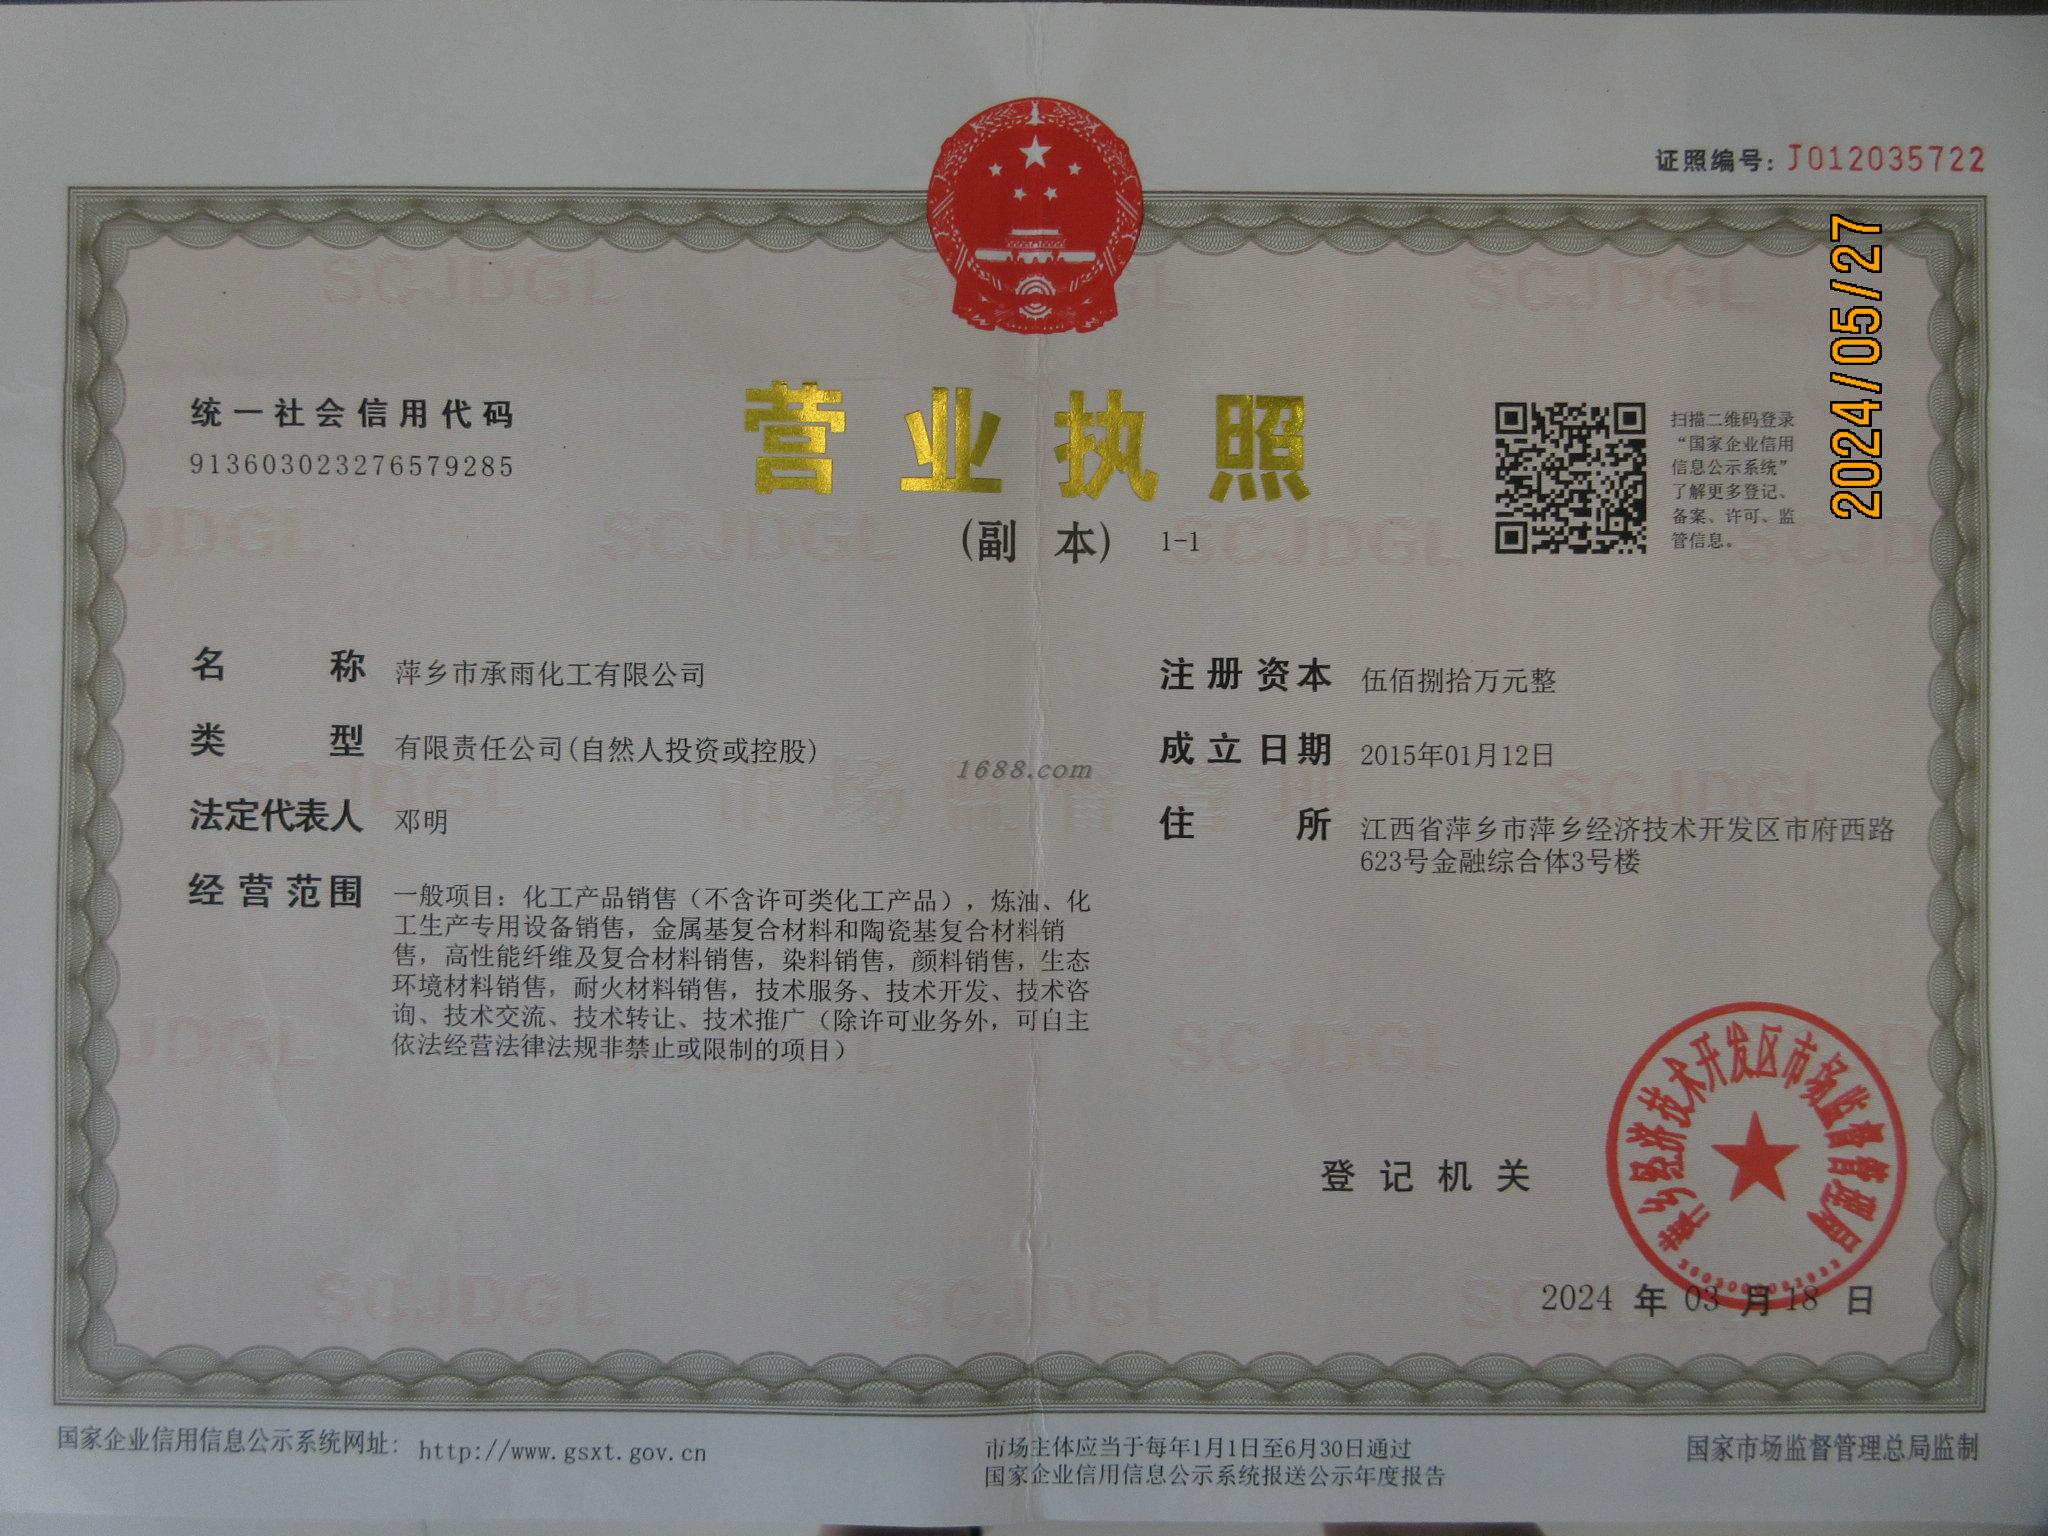 证照编号：J012035722
2024/05/27
统一社会信用代码
913603023276579285
营业执照
(副 本) 1-1
扫描二维码登录
“国家企业信用
信息公示系统”
了解更多登记、
备案、许可、监
管信息。
名 称 萍乡市承雨化工有限公司
类 型 有限责任公司(自然人投资或控股)
法定代表人 邓明
经营范围 一般项目：化工产品销售（不含许可类化工产品），炼油、化
工生产专用设备销售，金属基复合材料和陶瓷基复合材料销
售，高性能纤维及复合材料销售，染料销售，颜料销售，生态
环境材料销售，耐火材料销售，技术服务、技术开发、技术咨
询、技术交流、技术转让、技术推广（除许可业务外，可自主
依法经营法律法规非禁止或限制的项目）
注册资本 伍佰捌拾万元整
成立日期 2015年01月12日
住 所 江西省萍乡市萍乡经济技术开发区市府西路
623号金融综合体3号楼
1688.com
SCJDGL
市场监督管理
登记机关
萍乡经济技术开发区市场监督管理局
2024 年 03 月 18 日
国家企业信用信息公示系统网址：http://www.gsxt.gov.cn
市场主体应当于每年1月1日至6月30日通过
国家企业信用信息公示系统报送公示年度报告
国家市场监督管理总局监制